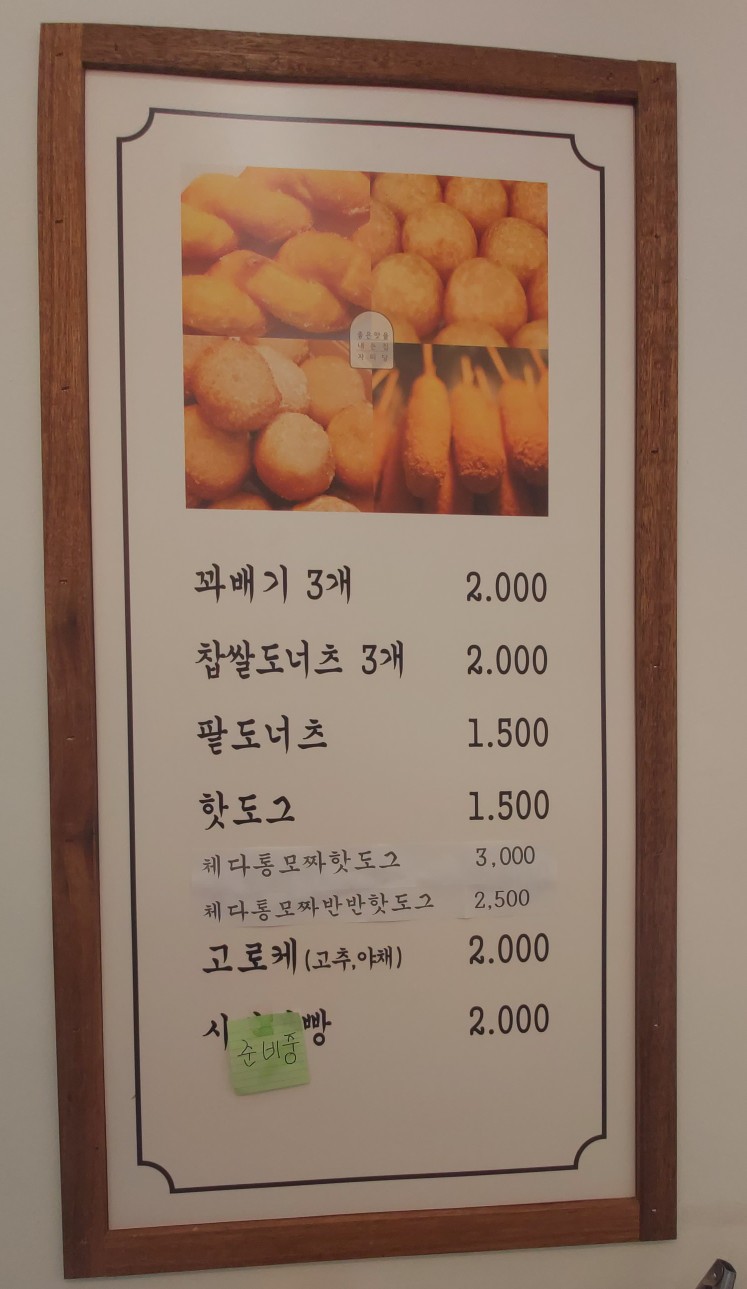 꽈배기 3개 2.000
찹쌀도너츠 3개 2.000
팥도너츠 1.500
핫도그 1.500
체다통모짜핫도그 3,000
체다통모짜반반핫도그 2,500
고로케(고추,야채) 2.000
2.000
준비중